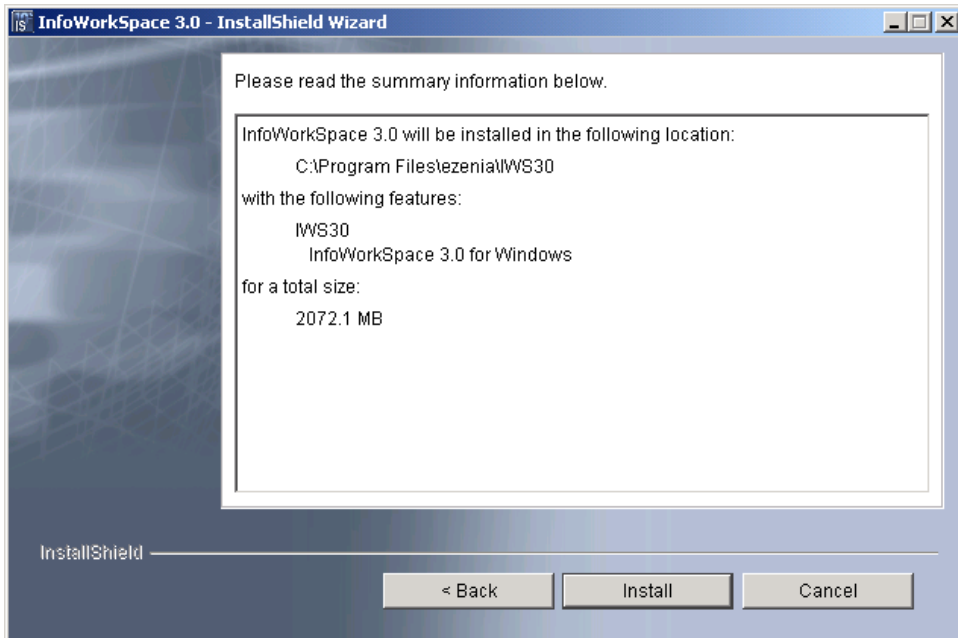 InfoWorkSpace 3.0 - InstallShield Wizard
Please read the summary information below.
InfoWorkSpace 3.0 will be installed in the following location:
C:\Program Files\ezenia\IWS30
with the following features:
IWS30
InfoWorkSpace 3.0 for Windows
for a total size:
2072.1 MB
InstallShield
< Back
Install
Cancel